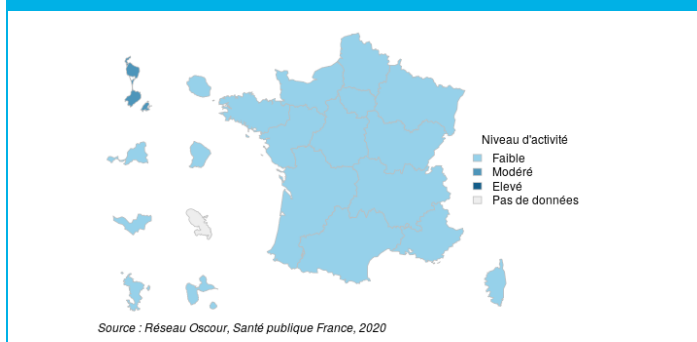 Niveau d'activité
Faible
Modéré
Elevé
Pas de données
Source : Réseau Oscour, Santé publique France, 2020